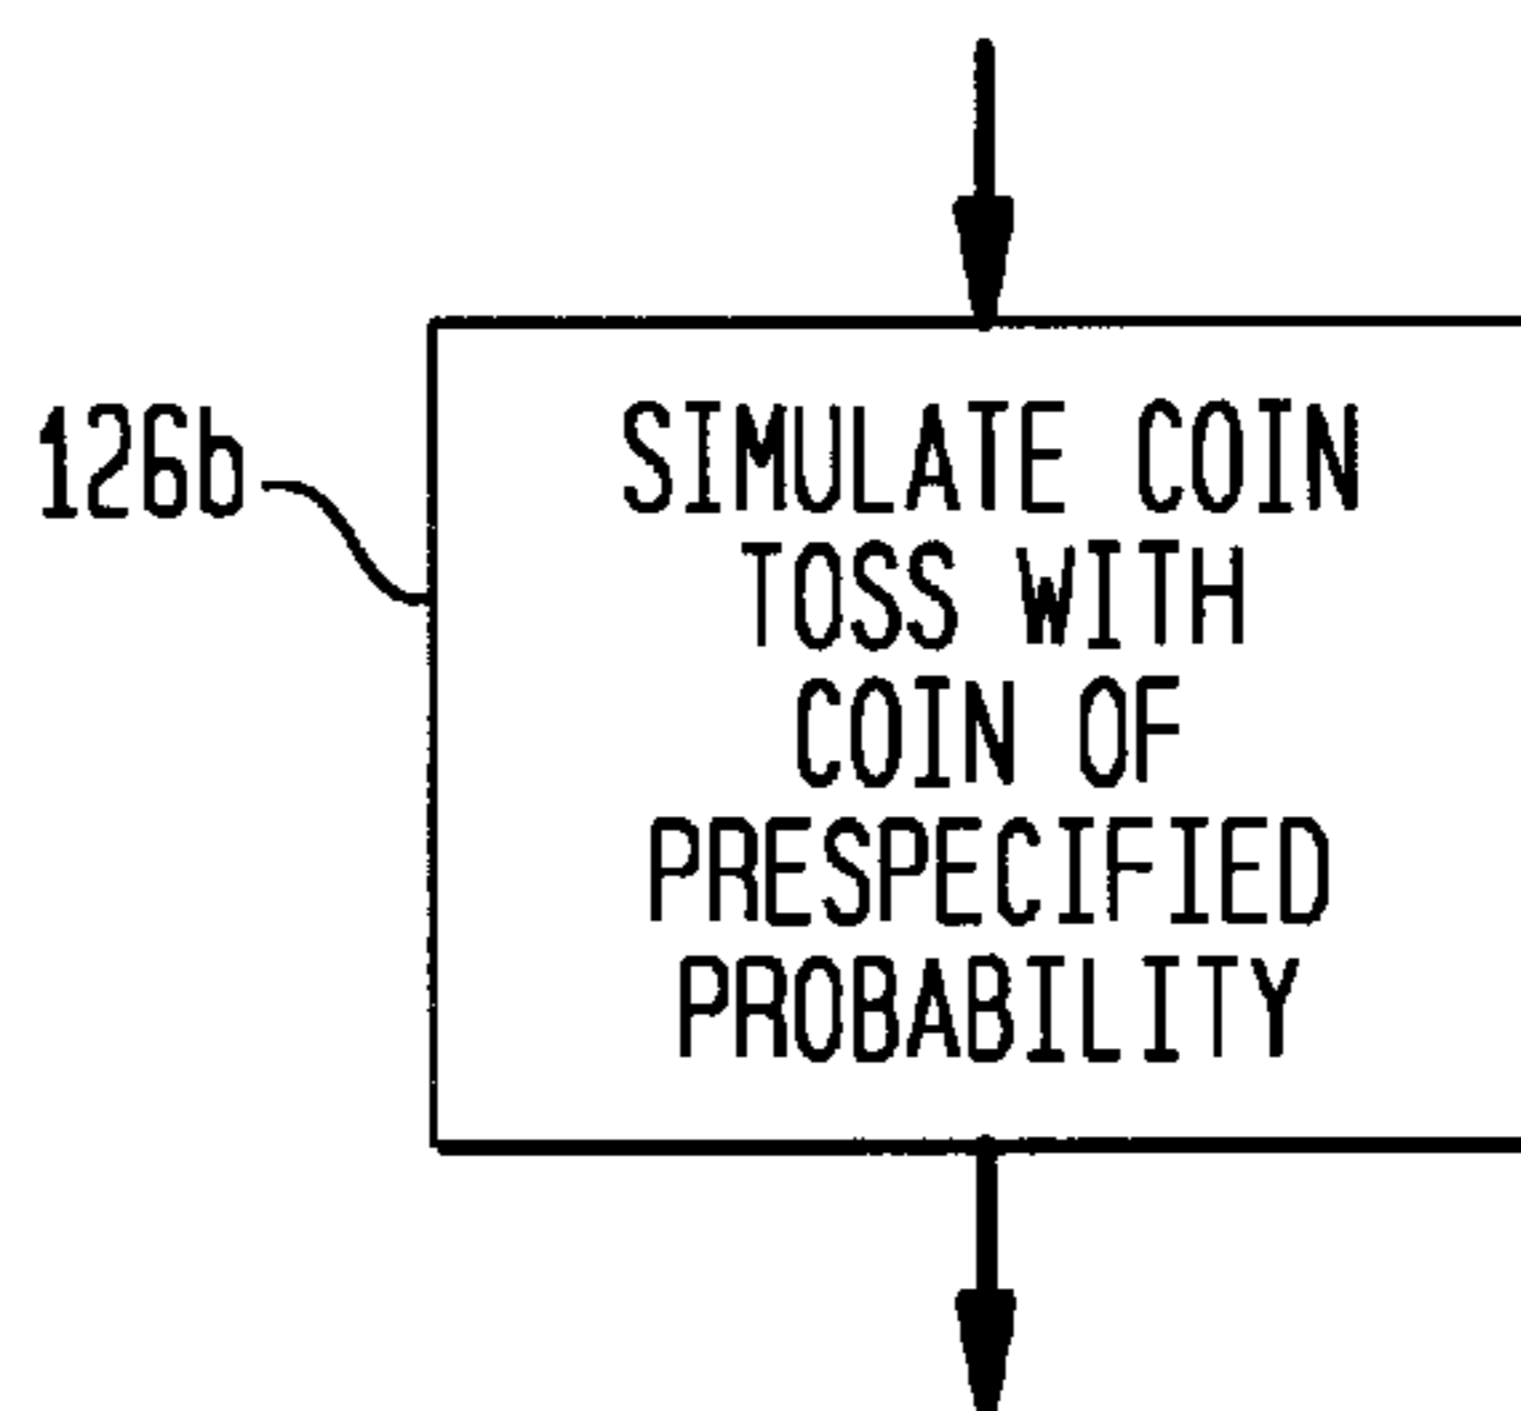 126b
SIMULATE COIN
TOSS WITH
COIN OF
PRESPECIFIED
PROBABILITY